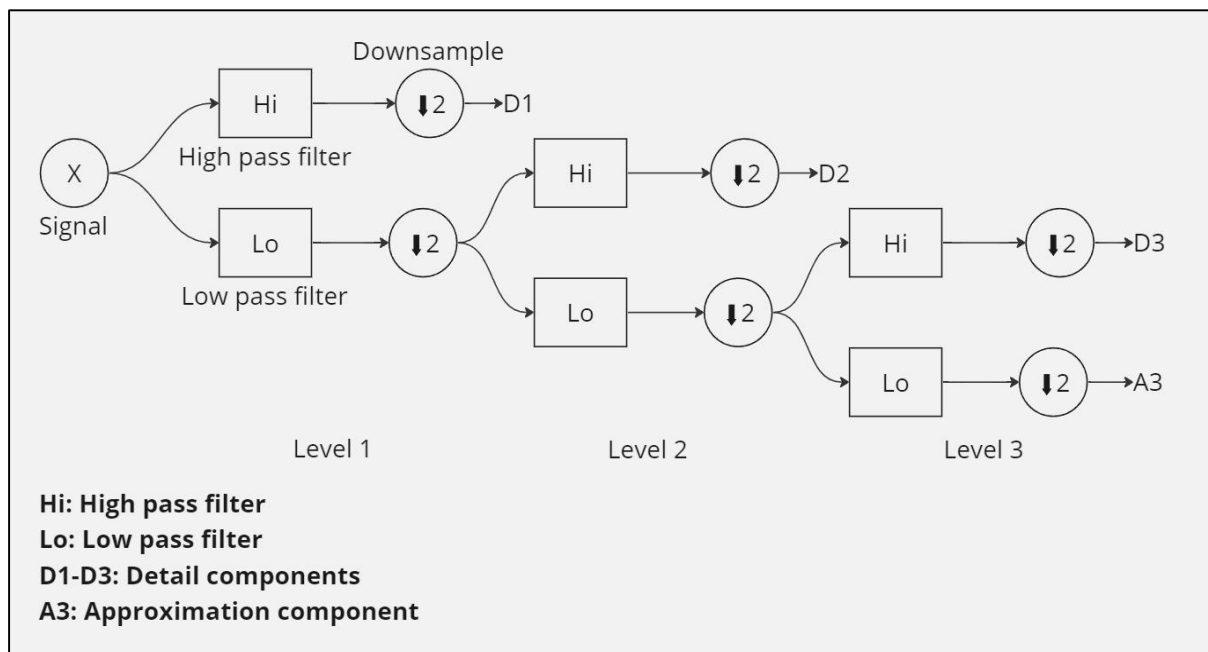 Downsample
Hi
⬇2
D1
High pass filter
X
Signal
Lo
⬇2
Low pass filter
Hi
⬇2
D2
Lo
⬇2
Hi
⬇2
D3
Lo
⬇2
A3
Level 1
Level 2
Level 3
Hi: High pass filter
Lo: Low pass filter
D1-D3: Detail components
A3: Approximation component